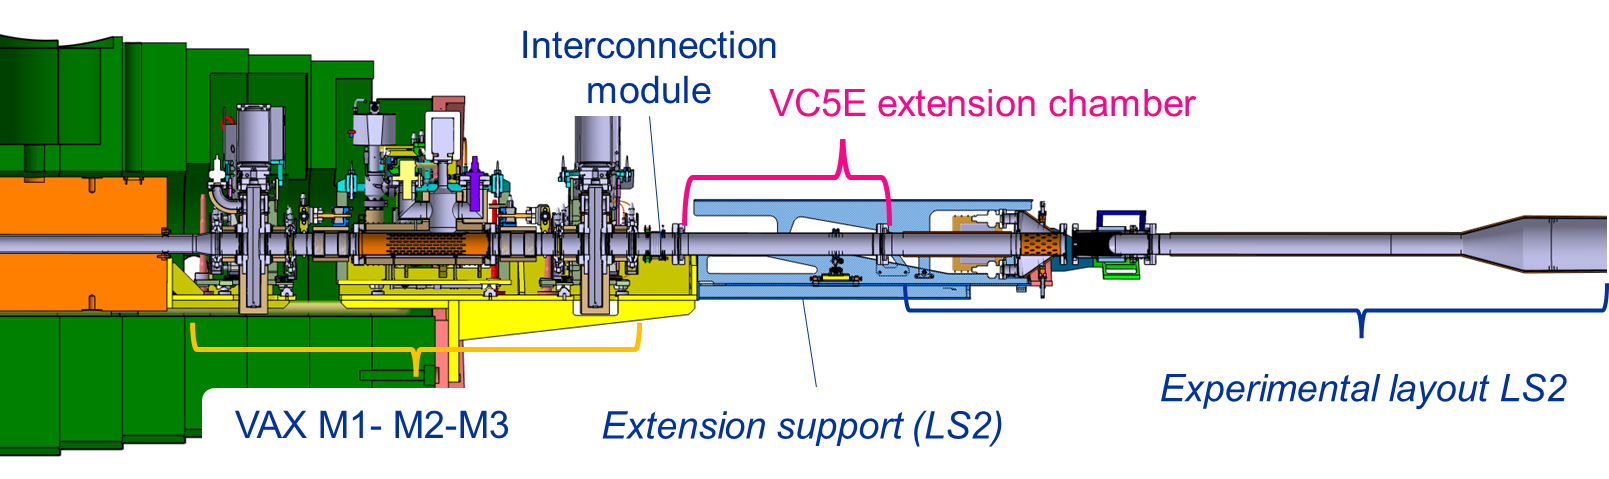 Interconnection
module
VC5E extension chamber
Experimental layout LS2
VAX M1- M2-M3
Extension support (LS2)